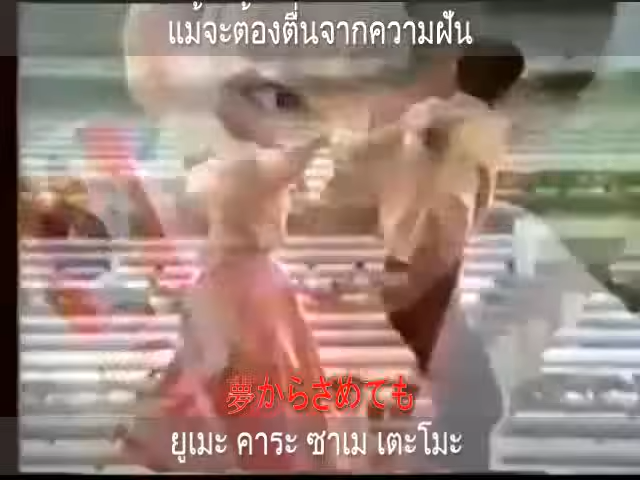 แม้จะต้องตื่นจากความฝัน
夢からさめても
ยูเมะ คาระ ซาเม เตะโมะ